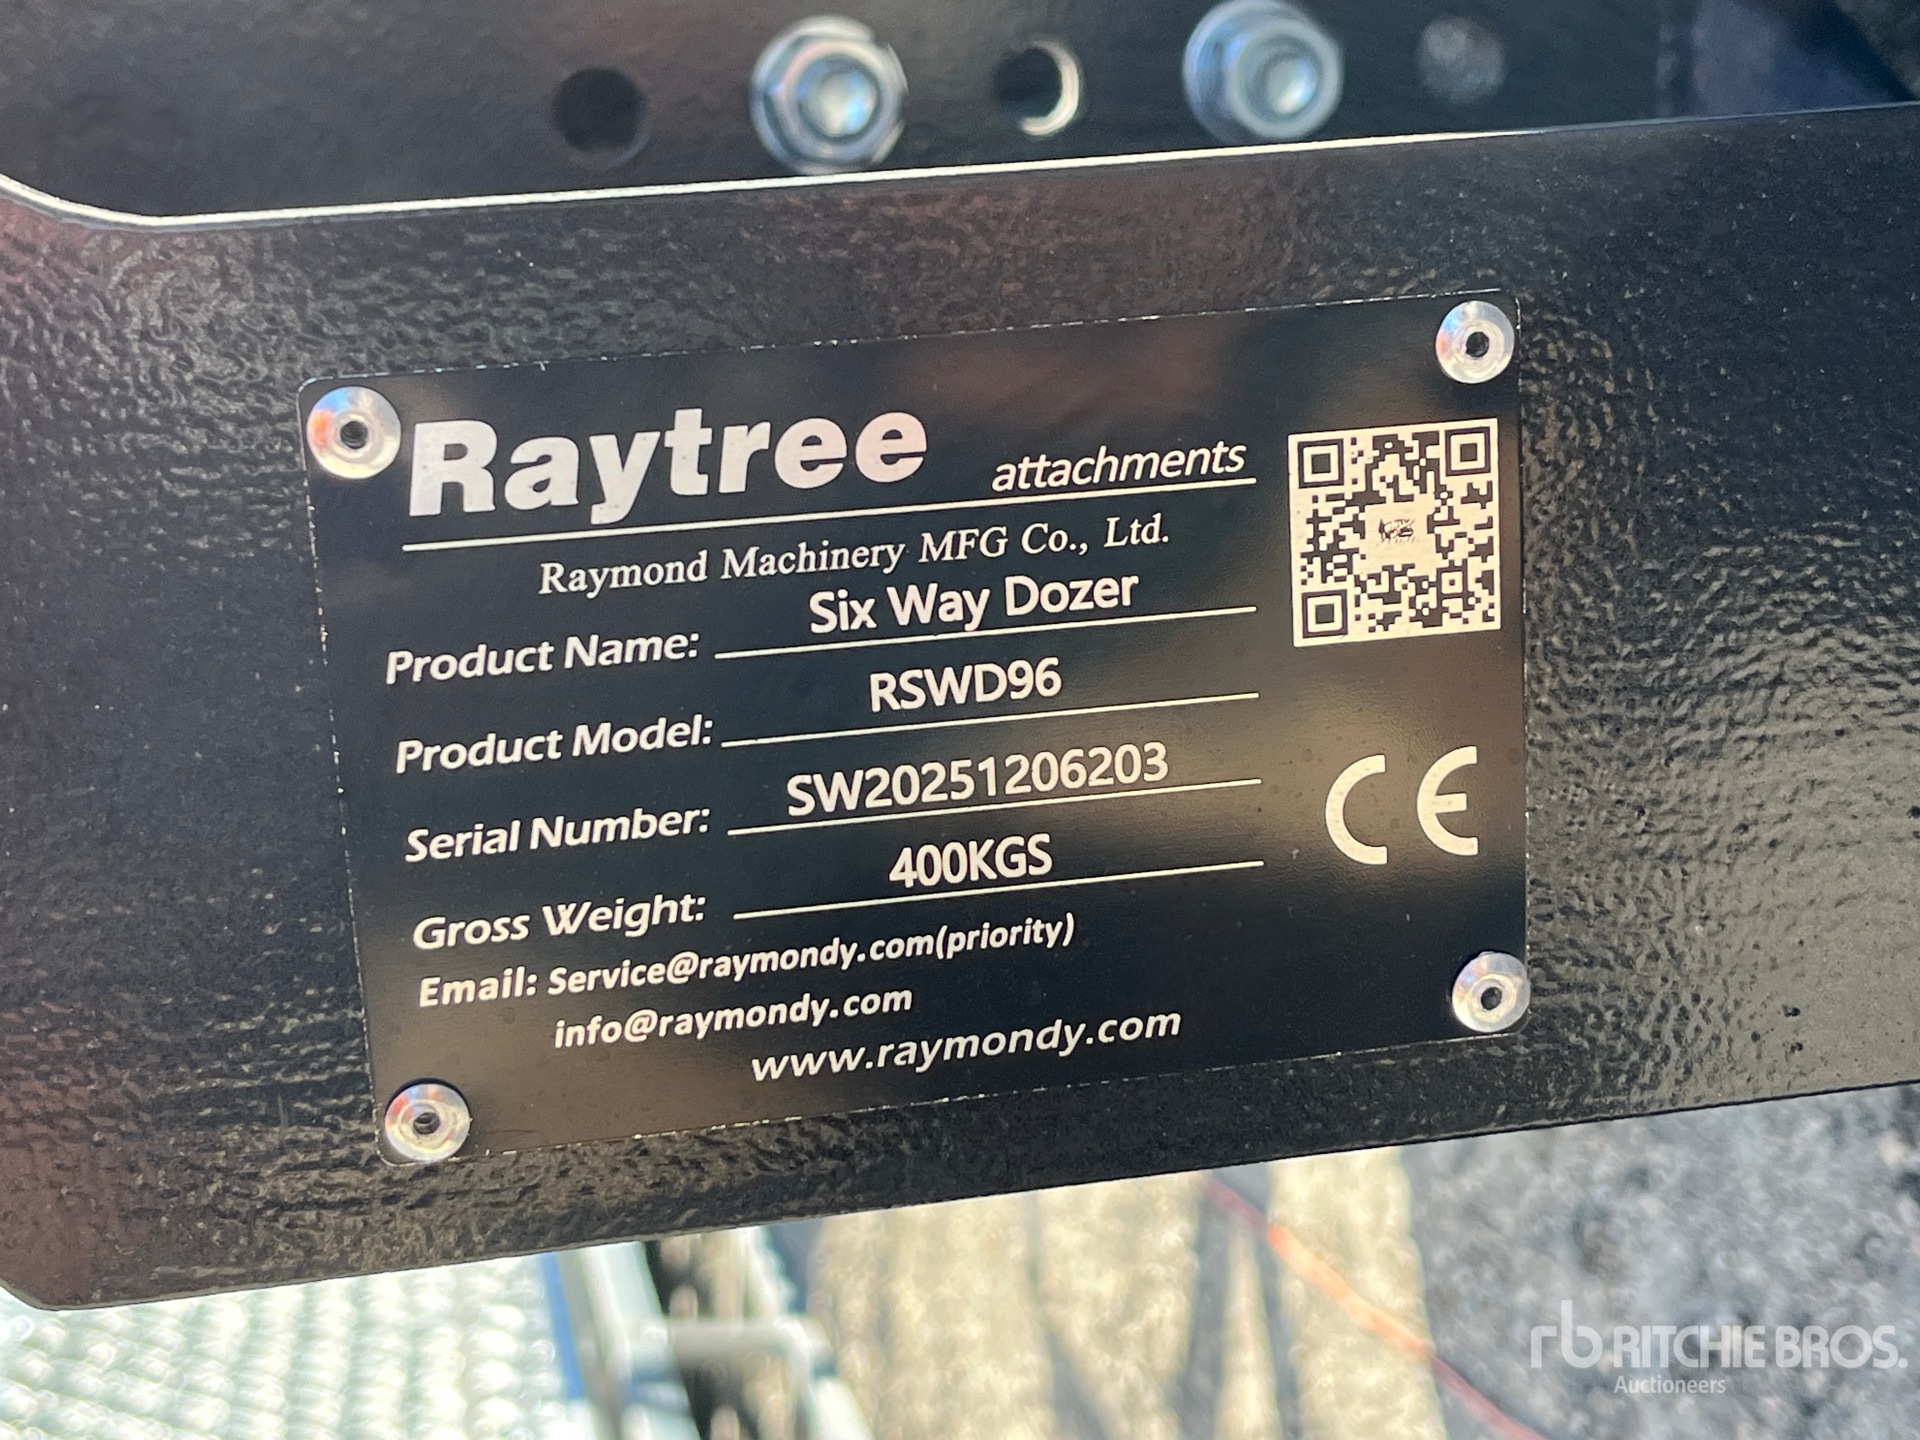 Raytree attachments
Raymond Machinery MFG Co., Ltd.
Product Name: Six Way Dozer
Product Model: RSWD96
Serial Number: SW20251206203
Gross Weight: 400KGS
CE
Email: Service@raymondy.com(priority)
info@raymondy.com
www.raymondy.com
rb RITCHIE BROS.
Auctioneers